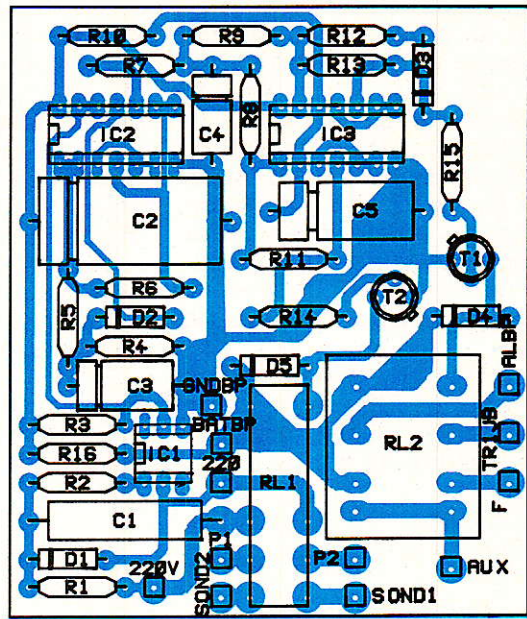 R10
R9
R12
R7
R13
D3
R8
IC2
C4
IC3
R15
C2
C5
T1
R11
R6
T2
R5
D2
R14
D4
ALBP
R4
D5
C3
GNDBP
R3
BATBP
TR1JB
R16
IC1
220
RL2
R2
RL1
F
C1
P1
D1
220V
SOND2
P2
AUX
R1
SOND1